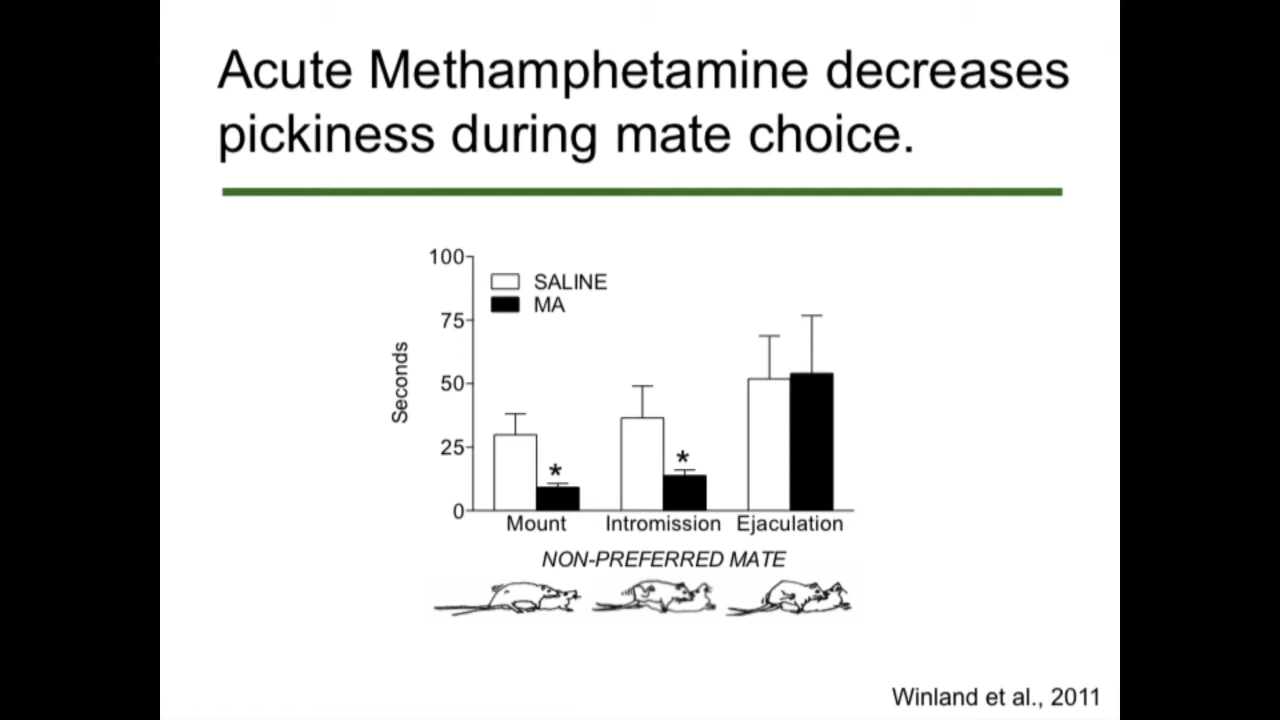 Acute Methamphetamine decreases
pickiness during mate choice.
100
75
50
25
0
Seconds
SALINE
MA
*
*
Mount Intromission Ejaculation
NON-PREFERRED MATE
Winland et al., 2011